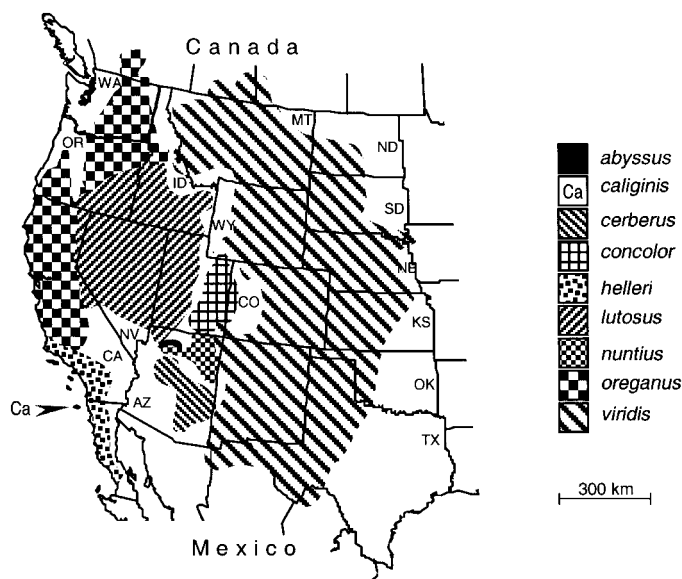 Canada
WA
MT
OR
ND
ID
SD
WY
NE
CO
KS
NV
CA
OK
AZ
Ca
TX
Mexico
abyssus
Ca caliginis
cerberus
concolor
helleri
lutosus
nuntius
oreganus
viridis
300 km